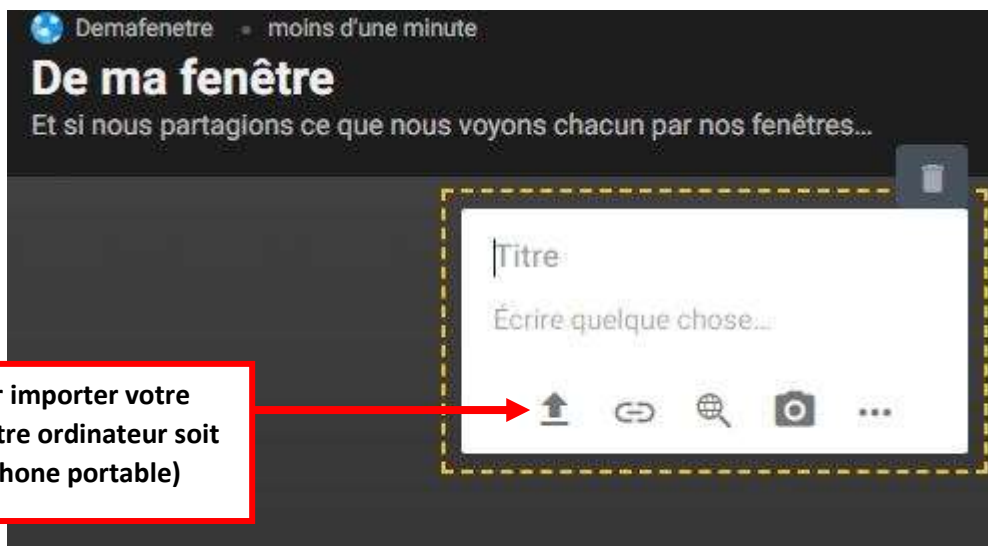 Demafenetre • moins d'une minute
De ma fenêtre
Et si nous partagions ce que nous voyons chacun par nos fenêtres...
Titre
Écrire quelque chose...
r importer votre
tre ordinateur soit
hone portable)